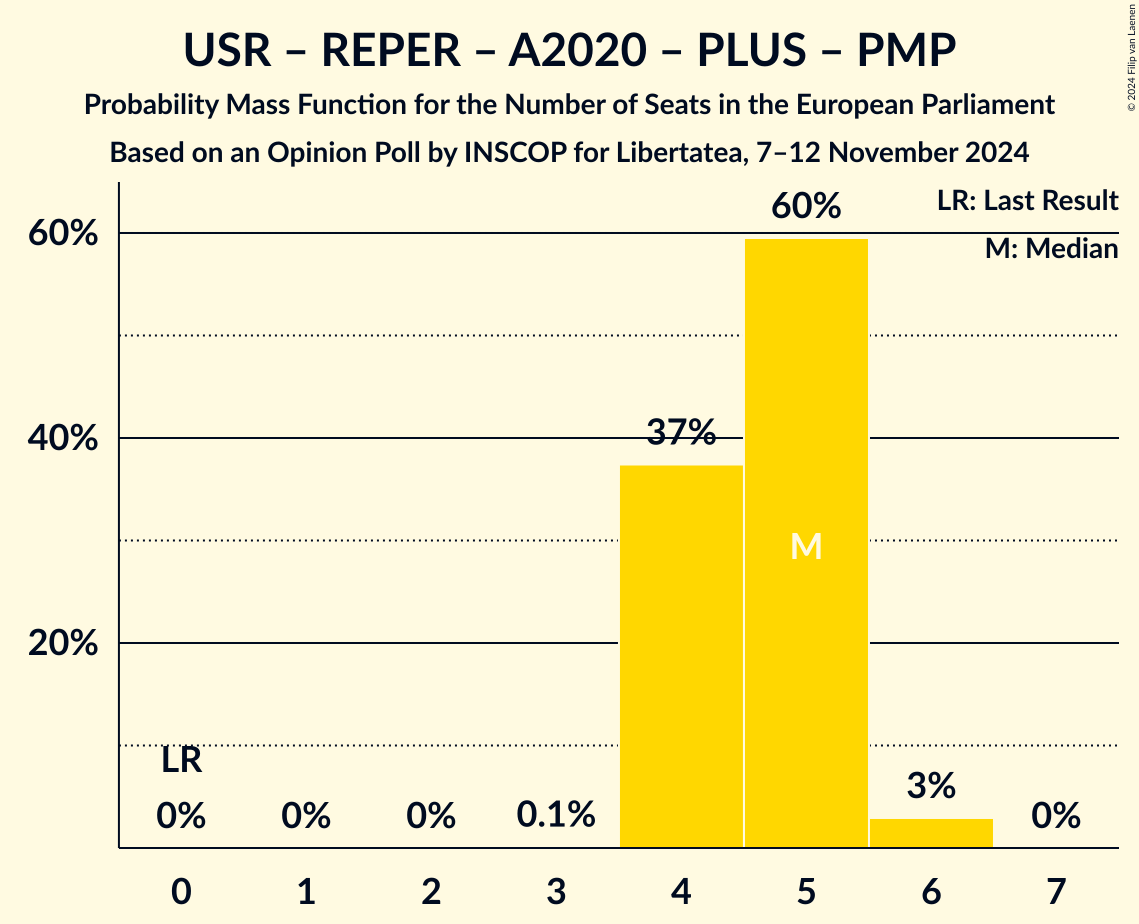 USR – REPER – A2020 – PLUS – PMP
Probability Mass Function for the Number of Seats in the European Parliament
Based on an Opinion Poll by INSCOP for Libertatea, 7–12 November 2024
© 2024 Filip van Laenen
LR: Last Result
M: Median
60%
40%
20%
60%
37%
M
LR
0%
0%
0%
0.1%
3%
0%
0 1 2 3 4 5 6 7